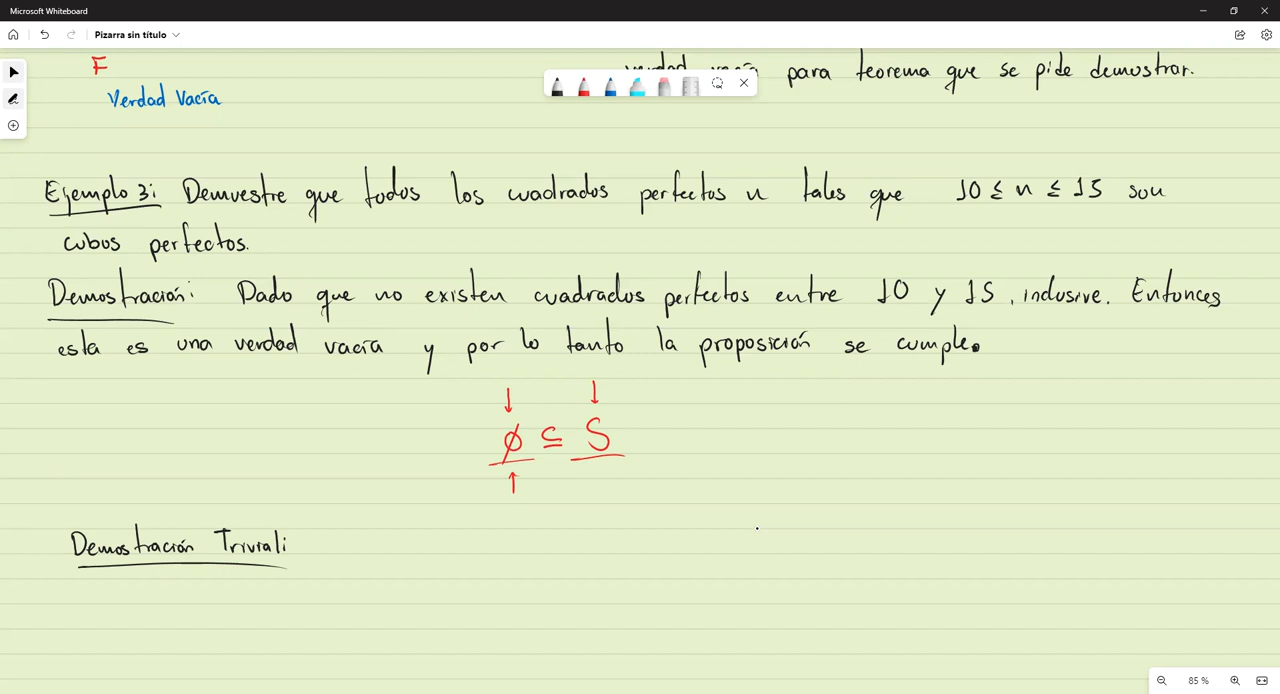 Microsoft Whiteboard
Pizarra sin título
F
para teorema que se pide demostrar.
Verdad Vacía
Ejemplo 3: Demuestre que todos los cuadrados perfectos n tales que 10 ≤ n ≤ 15 son
cubos perfectos.
Demostración: Dado que no existen cuadrados perfectos entre 10 y 15, inclusive. Entonces
esta es una verdad vacía y por lo tanto la proposición se cumple.
↓ ↓
∅ ⊆ S
↑
Demostración Trivial:
85 %